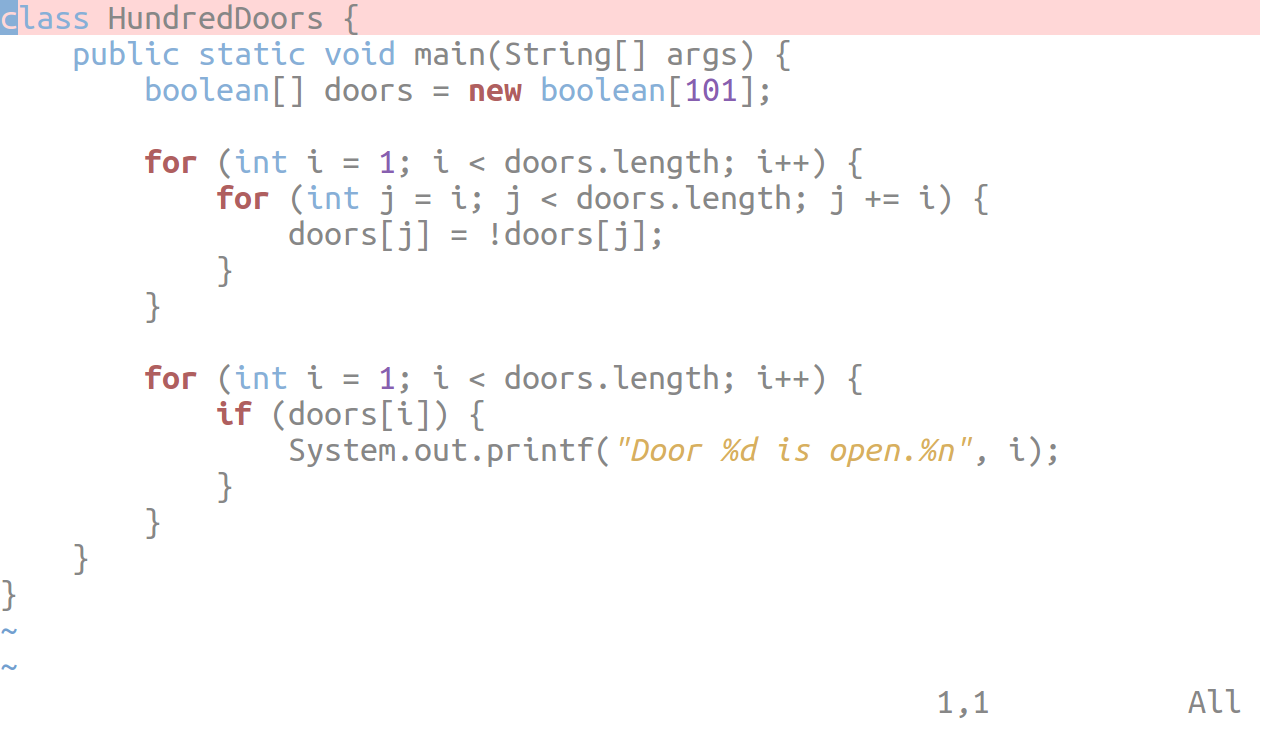 class HundredDoors {
    public static void main(String[] args) {
        boolean[] doors = new boolean[101];

        for (int i = 1; i < doors.length; i++) {
            for (int j = i; j < doors.length; j += i) {
                doors[j] = !doors[j];
            }
        }

        for (int i = 1; i < doors.length; i++) {
            if (doors[i]) {
                System.out.printf("Door %d is open.%n", i);
            }
        }
    }
}
~
~
1,1 All